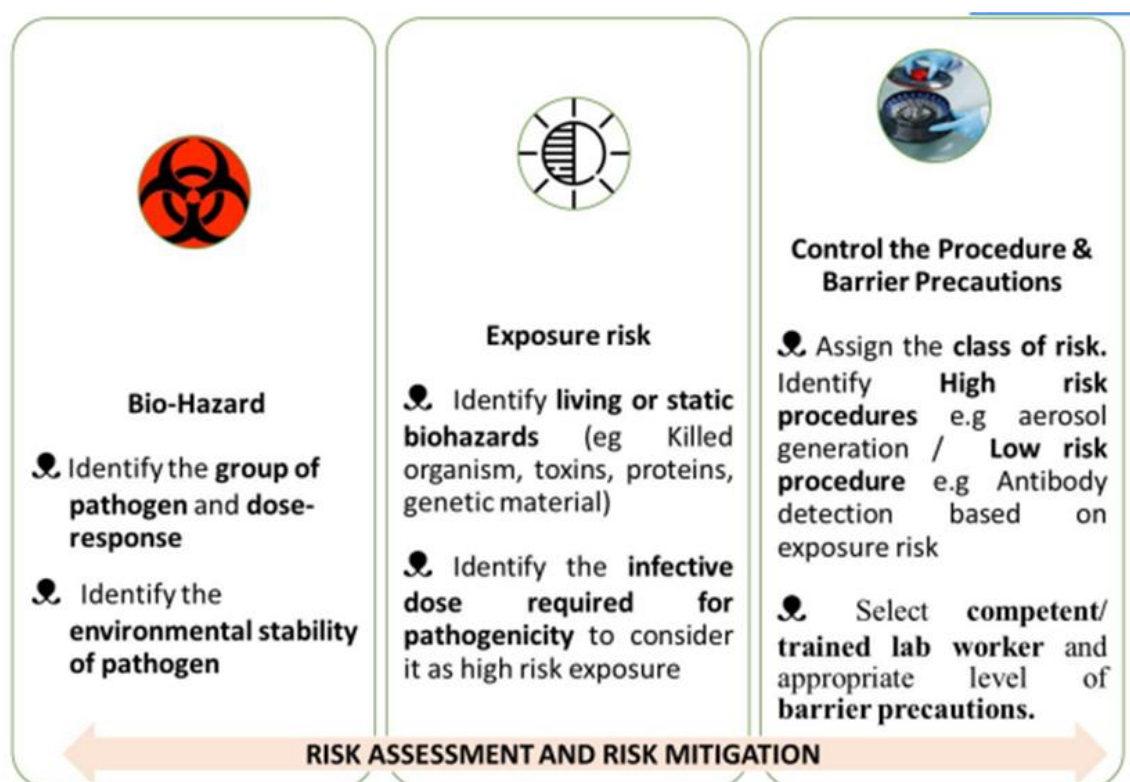 Bio-Hazard
Identify the group of
pathogen and dose-
response
Identify the
environmental stability
of pathogen
Exposure risk
Identify living or static
biohazards (eg Killed
organism, toxins, proteins,
genetic material)
Identify the infective
dose required for
pathogenicity to consider
it as high risk exposure
Control the Procedure &
Barrier Precautions
Assign the class of risk.
Identify High risk
procedures e.g aerosol
generation / Low risk
procedure e.g Antibody
detection based on
exposure risk
Select competent/
trained lab worker and
appropriate level of
barrier precautions.
RISK ASSESSMENT AND RISK MITIGATION